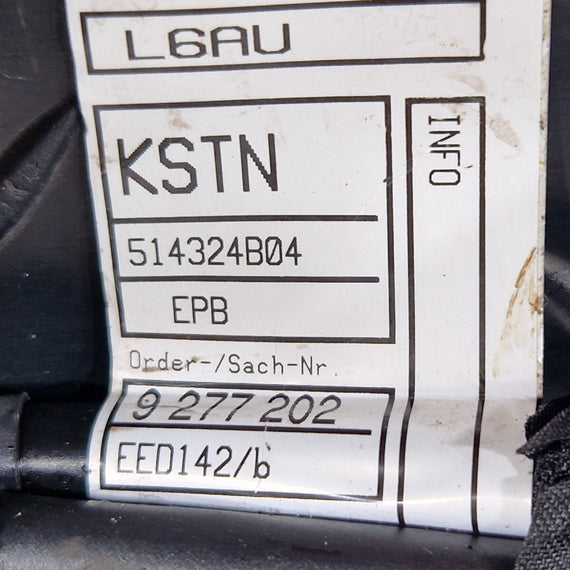 L6AU
KSTN
INFO
514324B04
EPB
Order-/Sach-Nr.
9 277 202
EED142/b